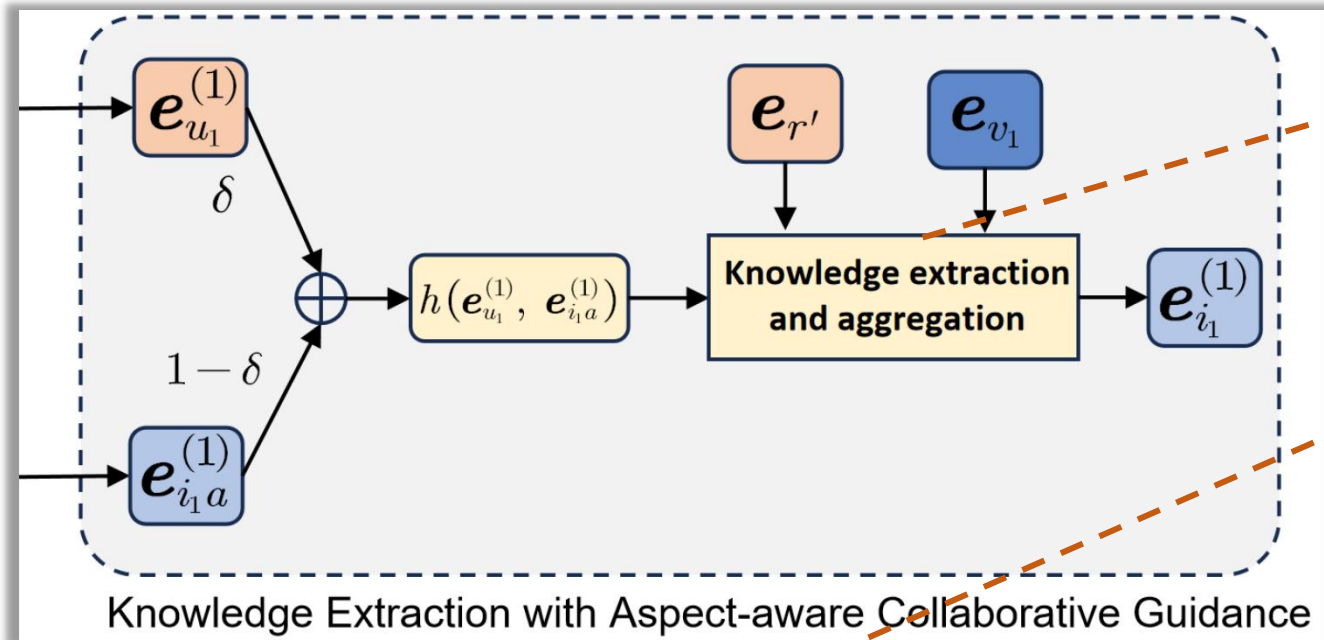 e_{u_1}^{(1)}
e_{r'}
e_{v_1}
δ
h(e_{u_1}^{(1)}, e_{i_1 a}^{(1)})
Knowledge extraction
and aggregation
e_{i_1}^{(1)}
1 − δ
e_{i_1 a}^{(1)}
Knowledge Extraction with Aspect-aware Collaborative Guidance